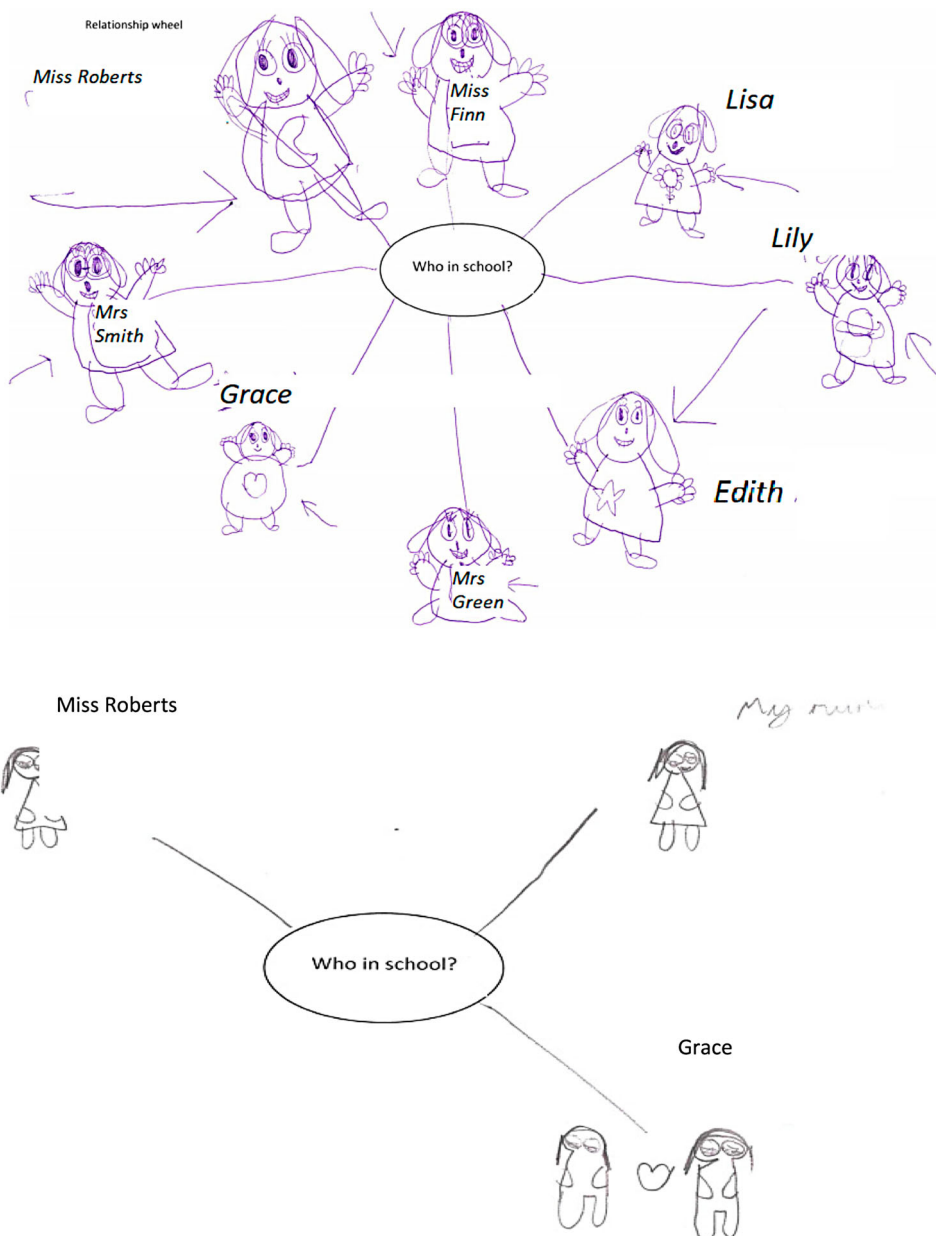 Relationship wheel
Miss Roberts
Miss
Finn
Lisa
Lily
Who in school?
Mrs
Smith
Grace
Edith
Mrs
Green
Miss Roberts
My
Who in school?
Grace